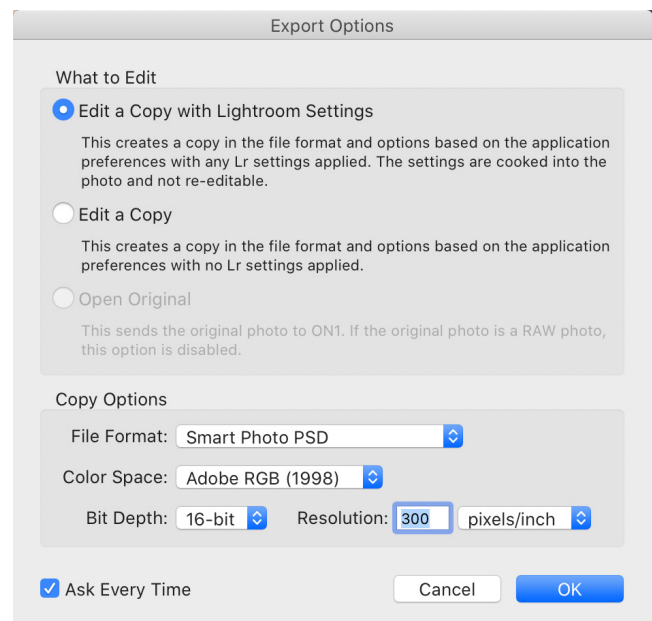 Export Options
What to Edit
Edit a Copy with Lightroom Settings
This creates a copy in the file format and options based on the application
preferences with any Lr settings applied. The settings are cooked into the
photo and not re-editable.
Edit a Copy
This creates a copy in the file format and options based on the application
preferences with no Lr settings applied.
Open Original
This sends the original photo to ON1. If the original photo is a RAW photo,
this option is disabled.
Copy Options
File Format: Smart Photo PSD
Color Space: Adobe RGB (1998)
Bit Depth: 16-bit Resolution: 300 pixels/inch
Ask Every Time Cancel OK